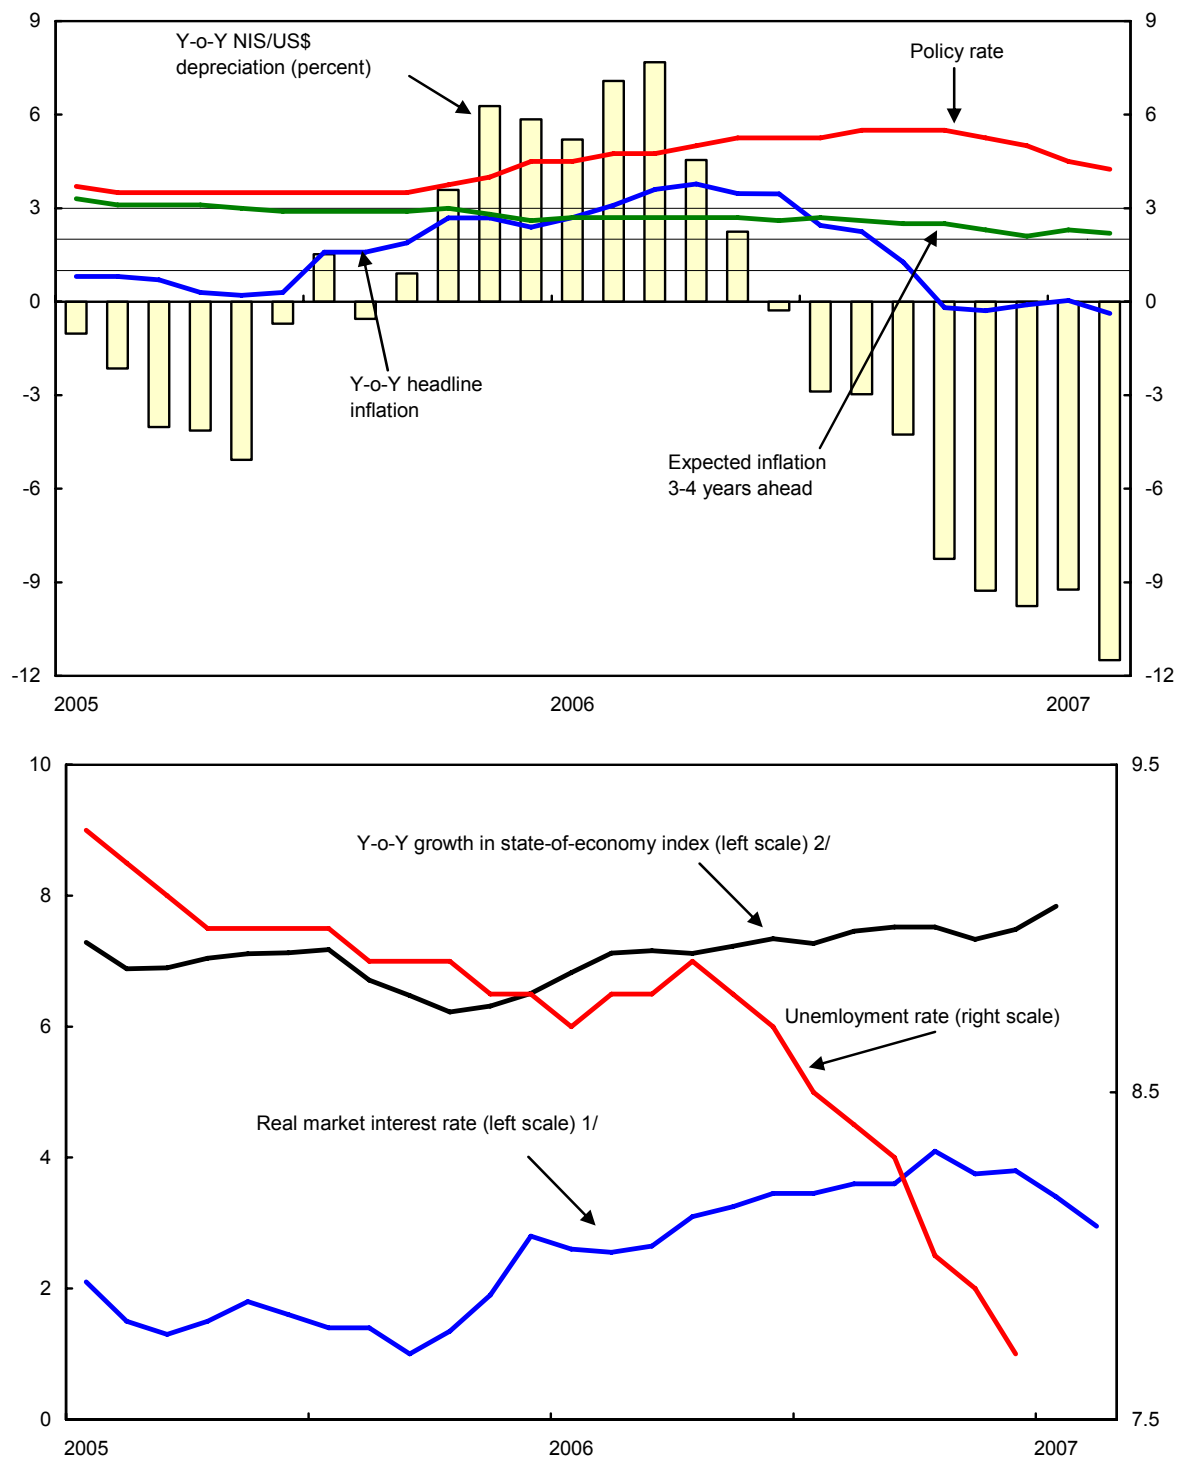 9 9
Y-o-Y NIS/US$
depreciation (percent)
Policy rate
6 6
3 3
0 0
Y-o-Y headline
inflation
-3 -3
Expected inflation
3-4 years ahead
-6 -6
-9 -9
-12 -12
2005 2006 2007
10 9.5
Y-o-Y growth in state-of-economy index (left scale) 2/
8
Unemloyment rate (right scale)
6
8.5
Real market interest rate (left scale) 1/
4
2
0 7.5
2005 2006 2007